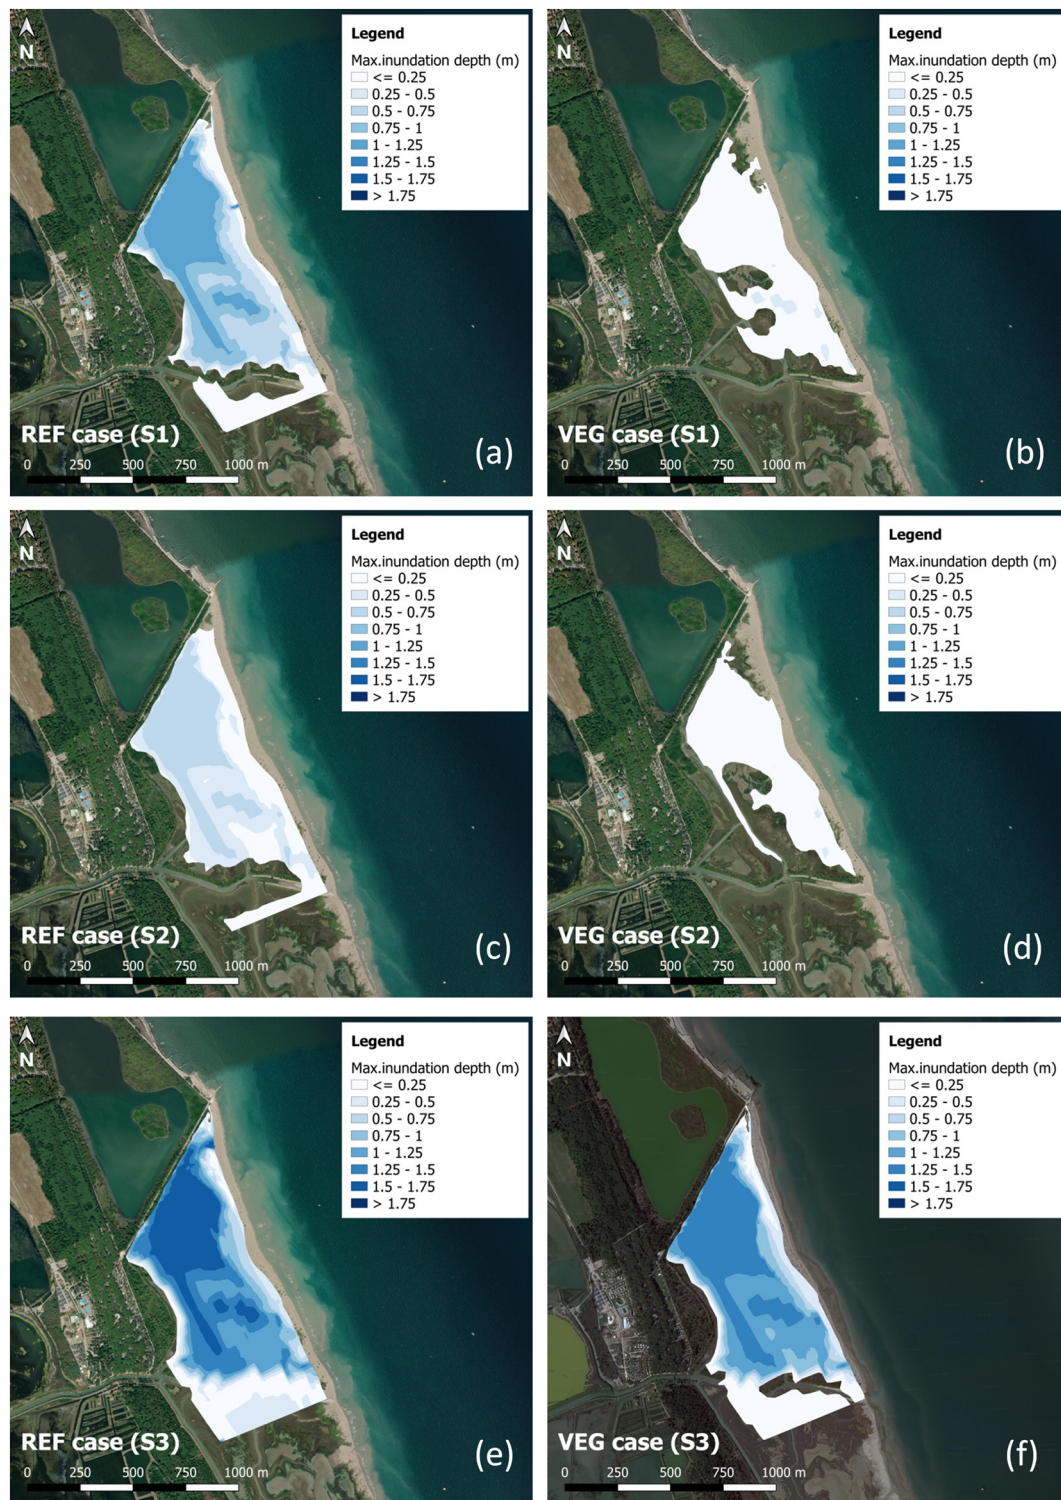 N
Legend
Max.inundation depth (m)
<= 0.25
0.25 - 0.5
0.5 - 0.75
0.75 - 1
1 - 1.25
1.25 - 1.5
1.5 - 1.75
> 1.75
REF case (S1)
(a)
0 250 500 750 1000 m
N
Legend
Max.inundation depth (m)
<= 0.25
0.25 - 0.5
0.5 - 0.75
0.75 - 1
1 - 1.25
1.25 - 1.5
1.5 - 1.75
> 1.75
VEG case (S1)
(b)
0 250 500 750 1000 m
N
Legend
Max.inundation depth (m)
<= 0.25
0.25 - 0.5
0.5 - 0.75
0.75 - 1
1 - 1.25
1.25 - 1.5
1.5 - 1.75
> 1.75
REF case (S2)
(c)
0 250 500 750 1000 m
N
Legend
Max.inundation depth (m)
<= 0.25
0.25 - 0.5
0.5 - 0.75
0.75 - 1
1 - 1.25
1.25 - 1.5
1.5 - 1.75
> 1.75
VEG case (S2)
(d)
0 250 500 750 1000 m
N
Legend
Max.inundation depth (m)
<= 0.25
0.25 - 0.5
0.5 - 0.75
0.75 - 1
1 - 1.25
1.25 - 1.5
1.5 - 1.75
> 1.75
REF case (S3)
(e)
0 250 500 750 1000 m
N
Legend
Max.inundation depth (m)
<= 0.25
0.25 - 0.5
0.5 - 0.75
0.75 - 1
1 - 1.25
1.25 - 1.5
1.5 - 1.75
> 1.75
VEG case (S3)
(f)
0 250 500 750 1000 m